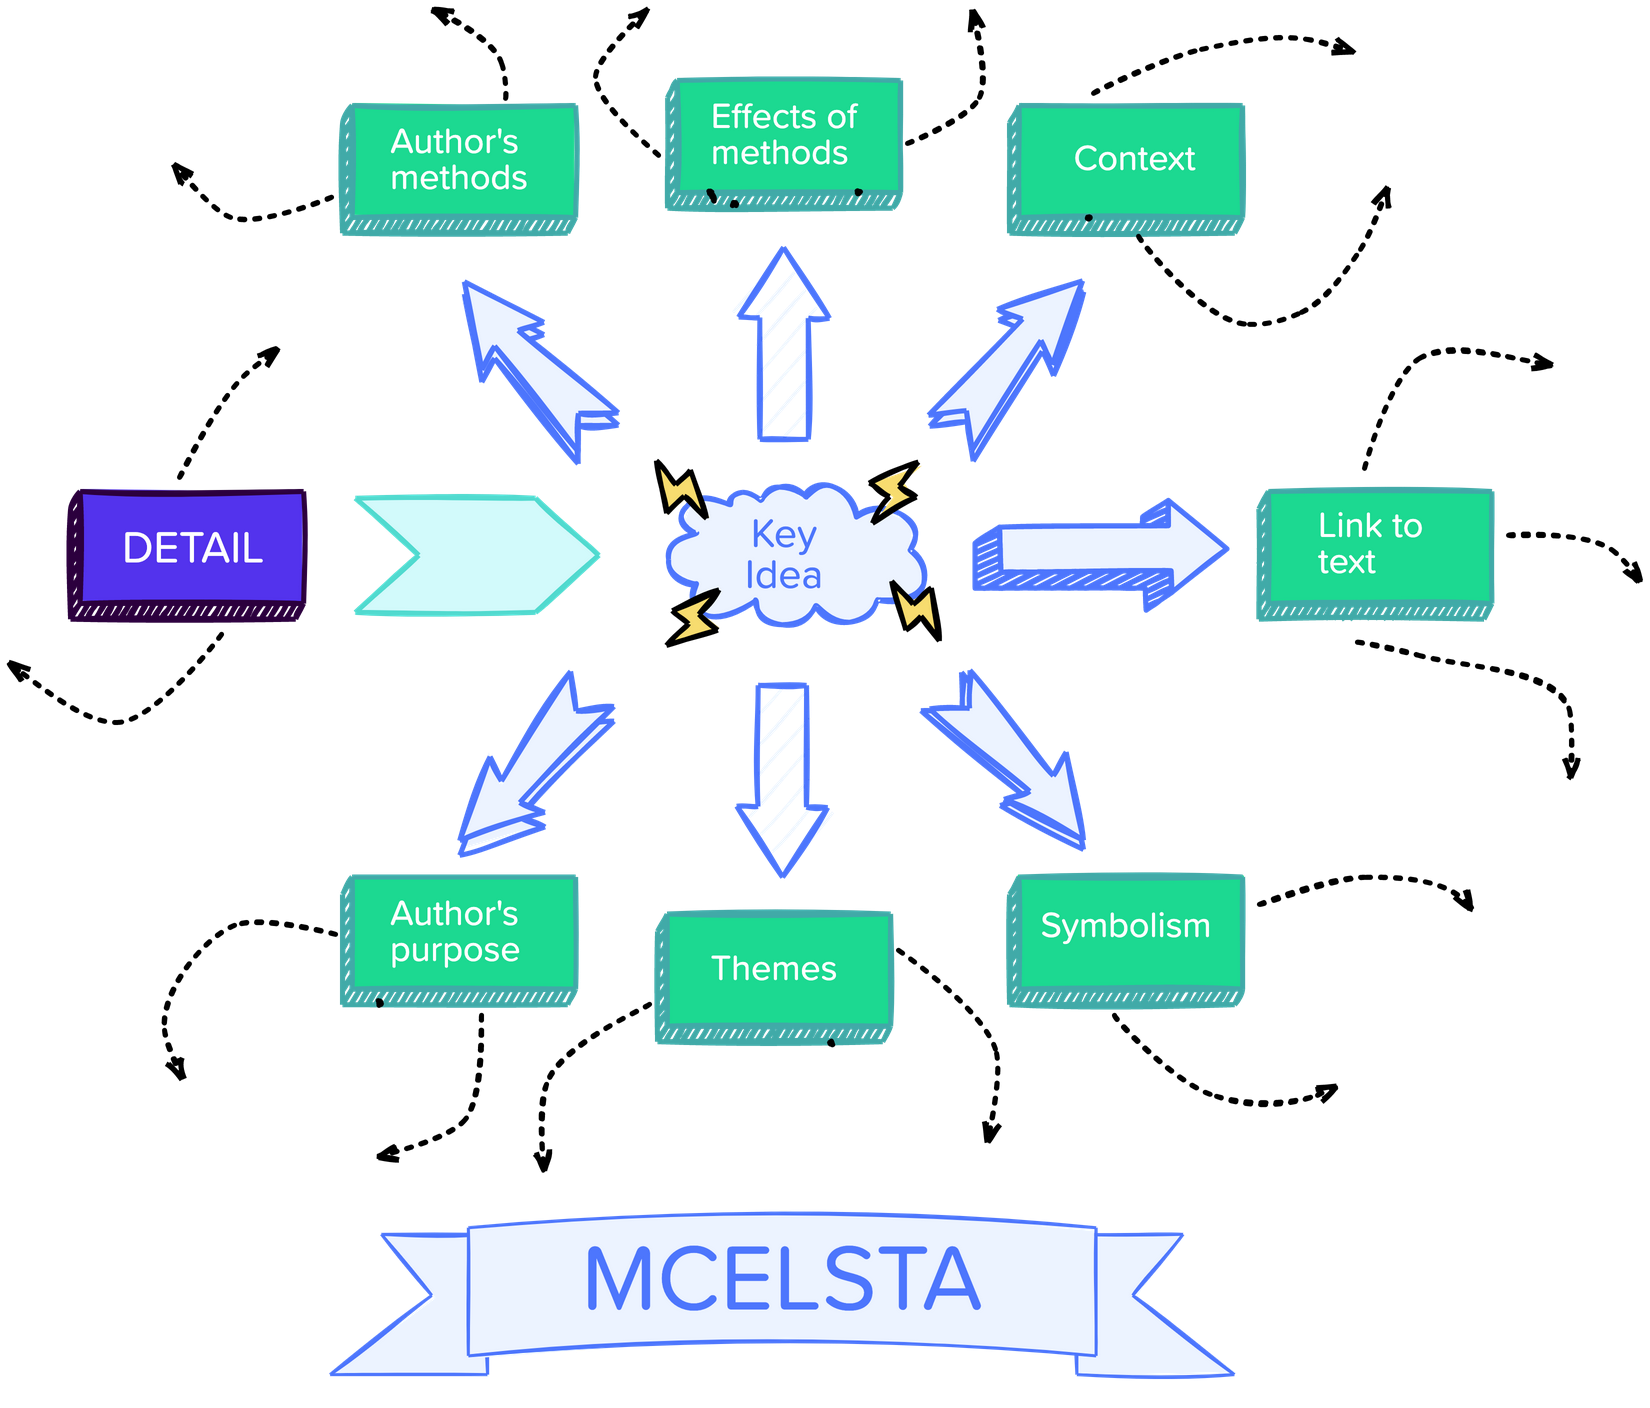 Author's
methods
Effects of
methods
Context
DETAIL
Key
Idea
Link to
text
Author's
purpose
Themes
Symbolism
MCELSTA